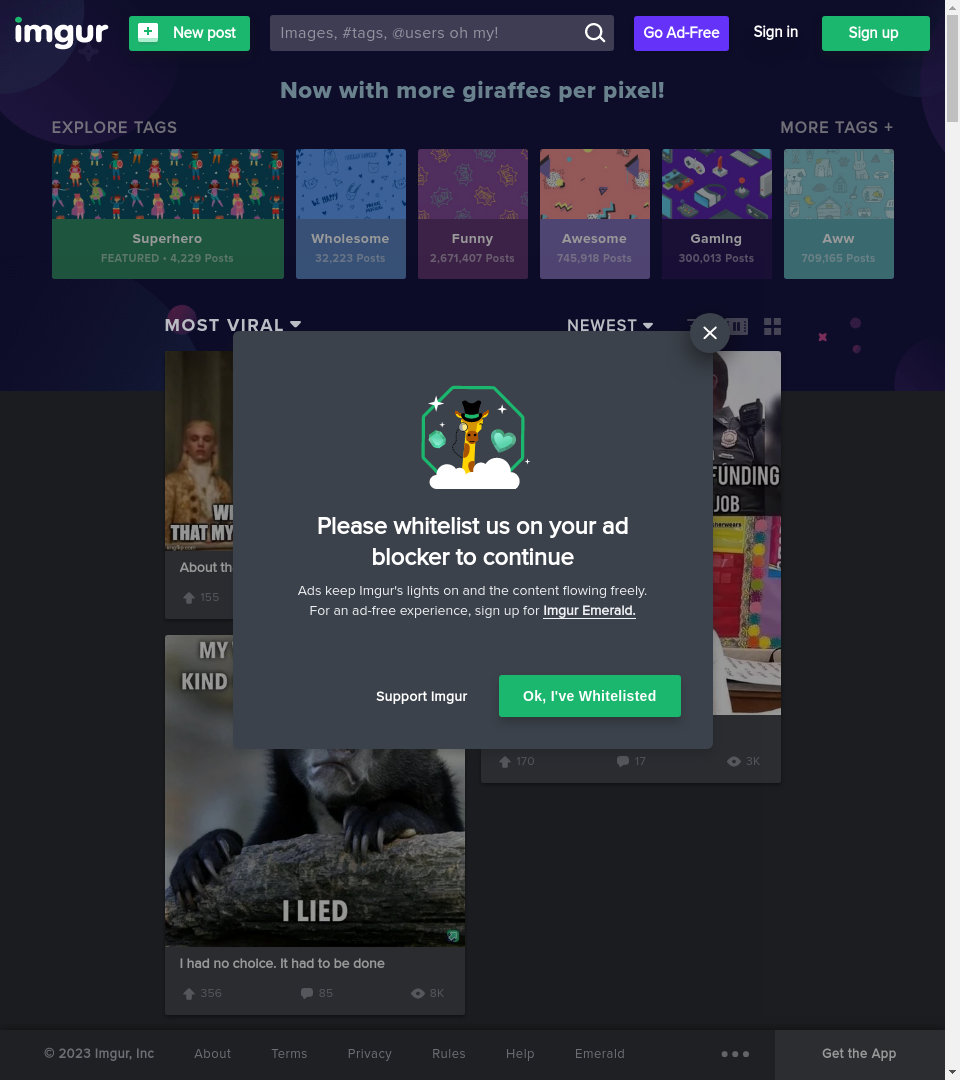 imgur
New post
Images, #tags, @users oh my!
Go Ad-Free
Sign in
Sign up
Now with more giraffes per pixel!
EXPLORE TAGS
MORE TAGS +
Superhero
FEATURED • 4,229 Posts
Wholesome
32,223 Posts
Funny
2,671,407 Posts
Awesome
745,918 Posts
Gaming
300,013 Posts
Aww
709,165 Posts
MOST VIRAL
NEWEST
FUNDING
JOB
THAT MY
imgflip.com
About th
155
Please whitelist us on your ad
blocker to continue
Ads keep Imgur's lights on and the content flowing freely.
For an ad-free experience, sign up for Imgur Emerald.
Support Imgur
Ok, I've Whitelisted
MY
KIND
170
17
3K
I LIED
I had no choice. It had to be done
356
85
8K
© 2023 Imgur, Inc
About
Terms
Privacy
Rules
Help
Emerald
Get the App